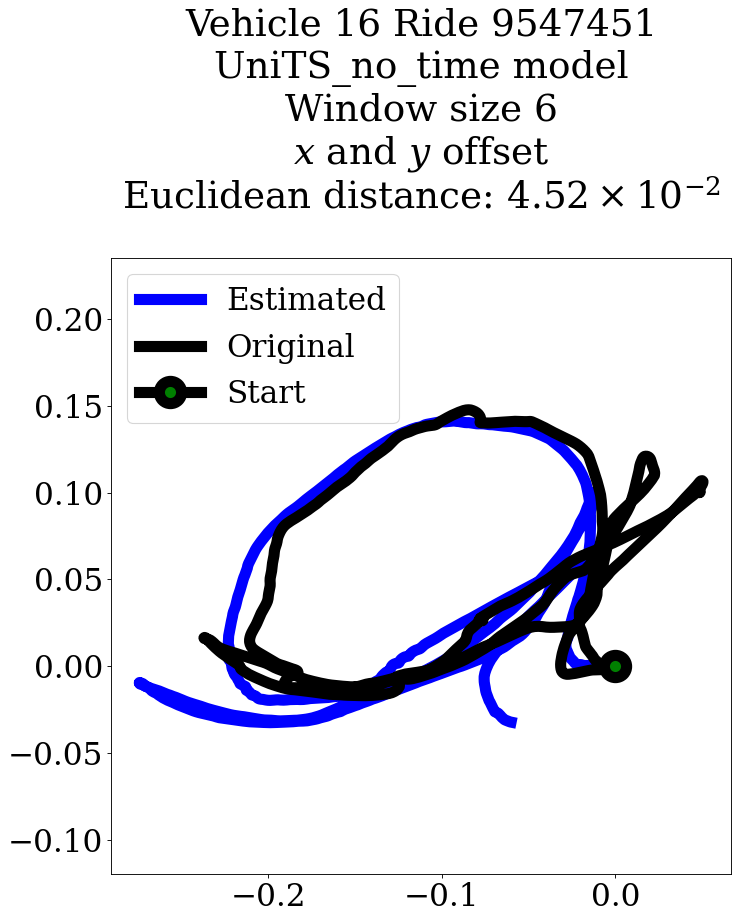 Vehicle 16 Ride 9547451
UniTS_no_time model
Window size 6
x and y offset
Euclidean distance: 4.52 × 10⁻²
Estimated
Original
Start
0.20
0.15
0.10
0.05
0.00
−0.05
−0.10
−0.2 −0.1 0.0